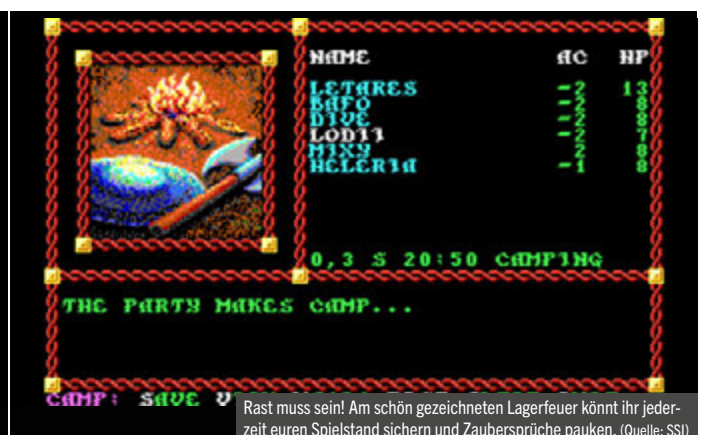 NAME AC HP
LETARES -2 13
BAFO -2 8
DIVE -2 8
LODII -2 7
MIXY 2 8
HELERIA -1 8
0,3 S 20:50 CAMPING
THE PARTY MAKES CAMP...
CAMP: SAVE
Rast muss sein! Am schön gezeichneten Lagerfeuer könnt ihr jeder-
zeit euren Spielstand sichern und Zaubersprüche pauken. (Quelle: SSI)